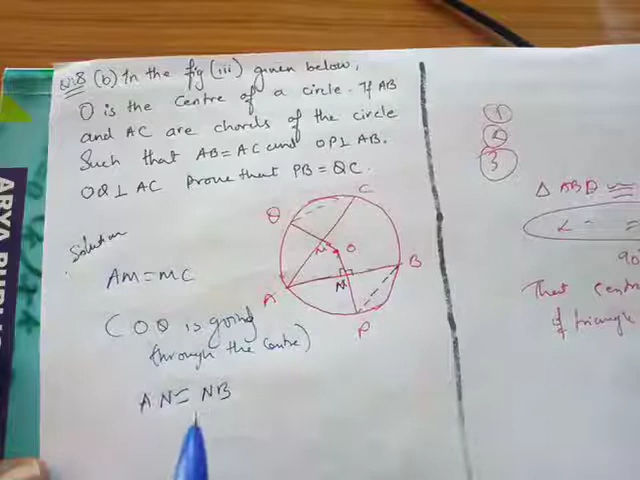 Q.18 (b) In the fig (iii) given below,
O is the centre of a circle. If AB
and AC are chords of the circle
Such that AB = AC and OP ⊥ AB.
OQ ⊥ AC Prove that PB = QC.
Solution
AM = MC
( OQ is going
through the centre)
AN = NB
C
Q
M
O
B
N
A
P
1
2
3
Δ ABD ≅
∠ - =
90°
That centr
of triangle
ARYA PUBLI